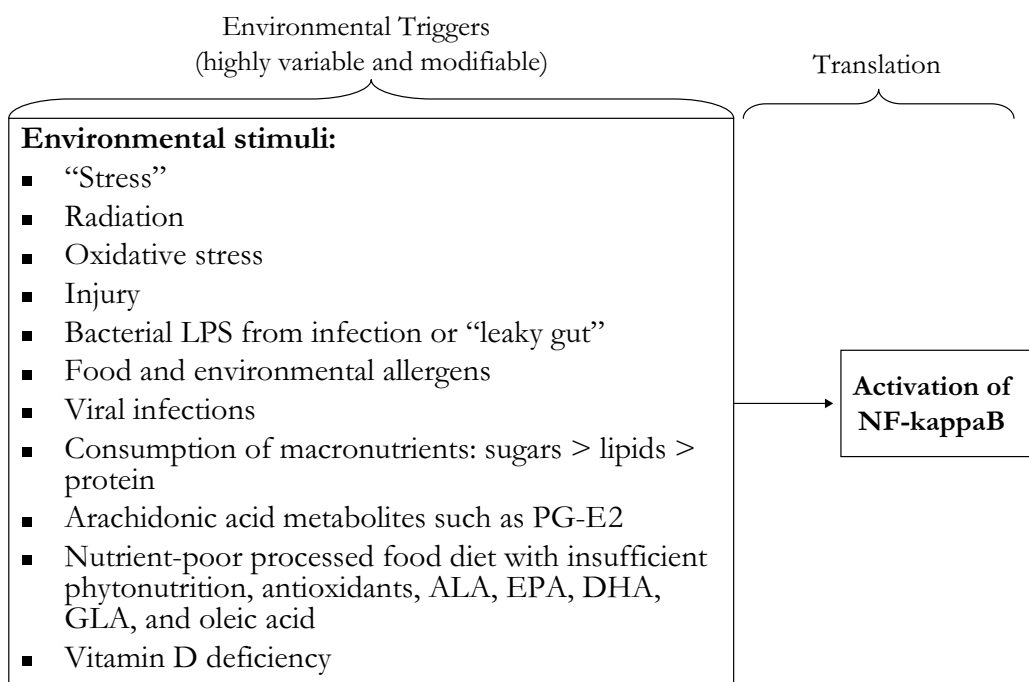 Environmental Triggers
(highly variable and modifiable)
Translation
Environmental stimuli:
▪ “Stress”
▪ Radiation
▪ Oxidative stress
▪ Injury
▪ Bacterial LPS from infection or “leaky gut”
▪ Food and environmental allergens
▪ Viral infections
▪ Consumption of macronutrients: sugars > lipids >
protein
▪ Arachidonic acid metabolites such as PG-E2
▪ Nutrient-poor processed food diet with insufficient
phytonutrition, antioxidants, ALA, EPA, DHA,
GLA, and oleic acid
▪ Vitamin D deficiency
Activation of
NF-kappaB